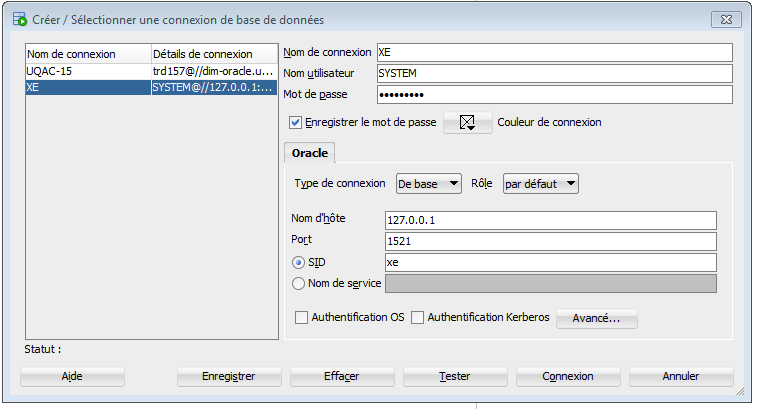 Créer / Sélectionner une connexion de base de données
Nom de connexion Détails de connexion
UQAC-15 trd157@//dim-oracle.u...
XE SYSTEM@//127.0.0.1:...
Nom de connexion XE
Nom utilisateur SYSTEM
Mot de passe •••••••••
Enregistrer le mot de passe Couleur de connexion
Oracle
Type de connexion De base Rôle par défaut
Nom d'hôte 127.0.0.1
Port 1521
SID xe
Nom de service
Authentification OS Authentification Kerberos Avancé...
Statut :
Aide Enregistrer Effacer Tester Connexion Annuler